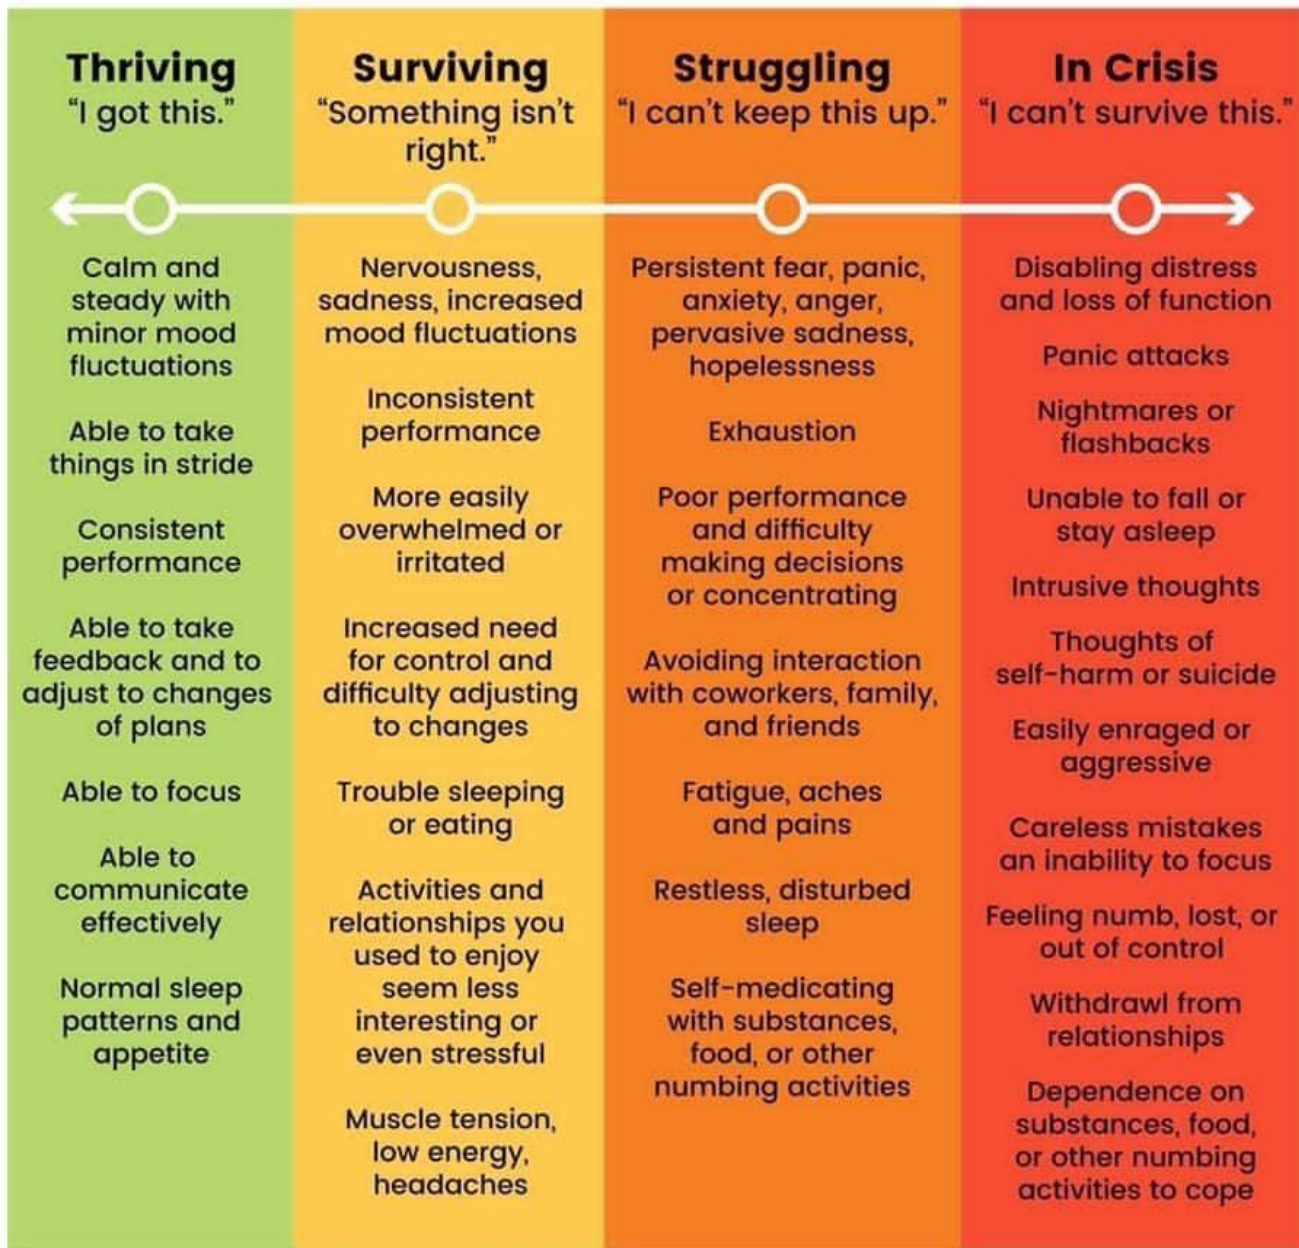 Thriving
“I got this.”
Calm and
steady with
minor mood
fluctuations
Able to take
things in stride
Consistent
performance
Able to take
feedback and to
adjust to changes
of plans
Able to focus
Able to
communicate
effectively
Normal sleep
patterns and
appetite
Surviving
“Something isn’t
right.”
Nervousness,
sadness, increased
mood fluctuations
Inconsistent
performance
More easily
overwhelmed or
irritated
Increased need
for control and
difficulty adjusting
to changes
Trouble sleeping
or eating
Activities and
relationships you
used to enjoy
seem less
interesting or
even stressful
Muscle tension,
low energy,
headaches
Struggling
“I can’t keep this up.”
Persistent fear, panic,
anxiety, anger,
pervasive sadness,
hopelessness
Exhaustion
Poor performance
and difficulty
making decisions
or concentrating
Avoiding interaction
with coworkers, family,
and friends
Fatigue, aches
and pains
Restless, disturbed
sleep
Self-medicating
with substances,
food, or other
numbing activities
In Crisis
“I can’t survive this.”
Disabling distress
and loss of function
Panic attacks
Nightmares or
flashbacks
Unable to fall or
stay asleep
Intrusive thoughts
Thoughts of
self-harm or suicide
Easily enraged or
aggressive
Careless mistakes
an inability to focus
Feeling numb, lost, or
out of control
Withdrawl from
relationships
Dependence on
substances, food,
or other numbing
activities to cope